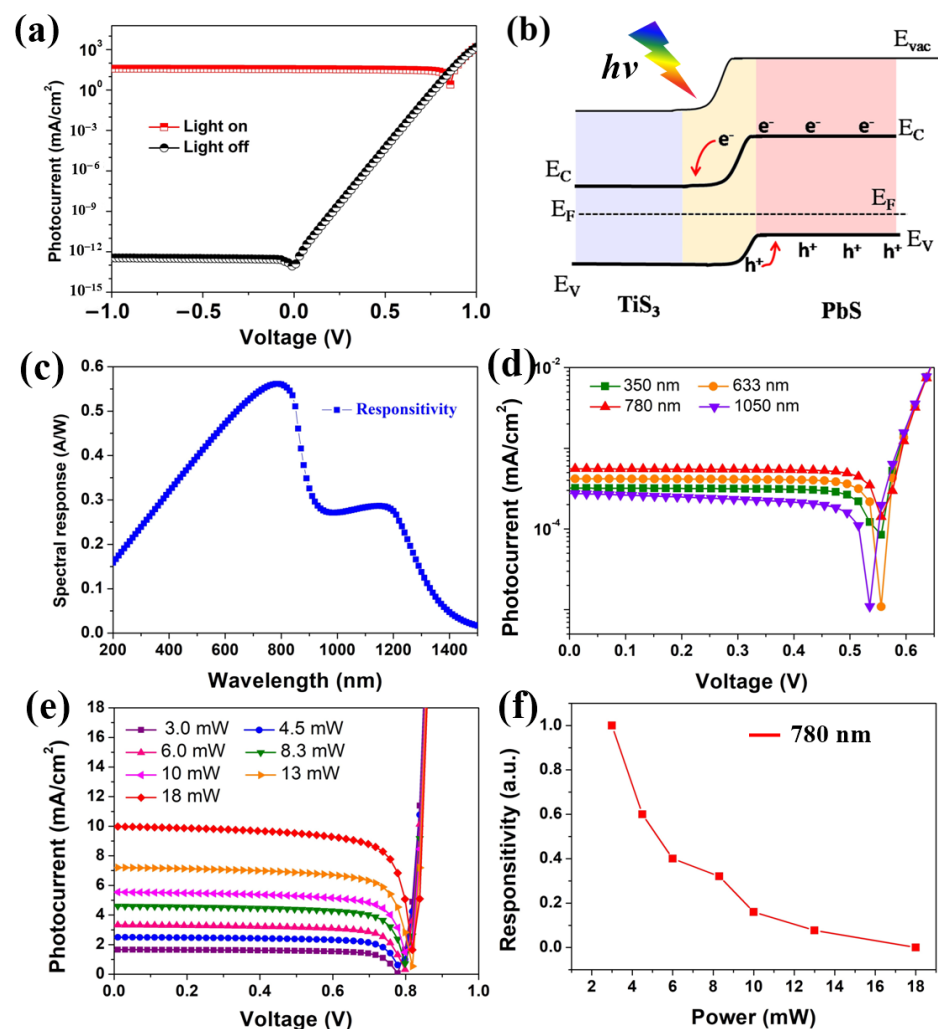 (a)
Photocurrent (mA/cm²)
10³
10⁰
10⁻³
10⁻⁶
10⁻⁹
10⁻¹²
10⁻¹⁵
Light on
Light off
−1.0 −0.5 0.0 0.5 1.0
Voltage (V)
(b)
hν
E_vac
e⁻ e⁻ e⁻ e⁻
E_C E_C
E_F E_F
E_V
h⁺ h⁺ h⁺ h⁺
E_V
TiS₃ PbS
(c)
Spectral response (A/W)
0.6
0.5
0.4
0.3
0.2
0.1
0.0
Responsitivity
200 400 600 800 1000 1200 1400
Wavelength (nm)
(d)
Photocurrent (mA/cm²)
10⁻²
10⁻⁴
350 nm 633 nm
780 nm 1050 nm
0.0 0.1 0.2 0.3 0.4 0.5 0.6
Voltage (V)
(e)
Photocurrent (mA/cm²)
18
16
14
12
10
8
6
4
2
0
3.0 mW 4.5 mW
6.0 mW 8.3 mW
10 mW 13 mW
18 mW
0.0 0.2 0.4 0.6 0.8 1.0
Voltage (V)
(f)
Responsitivity (a.u.)
1.0
0.8
0.6
0.4
0.2
0.0
780 nm
2 4 6 8 10 12 14 16 18
Power (mW)